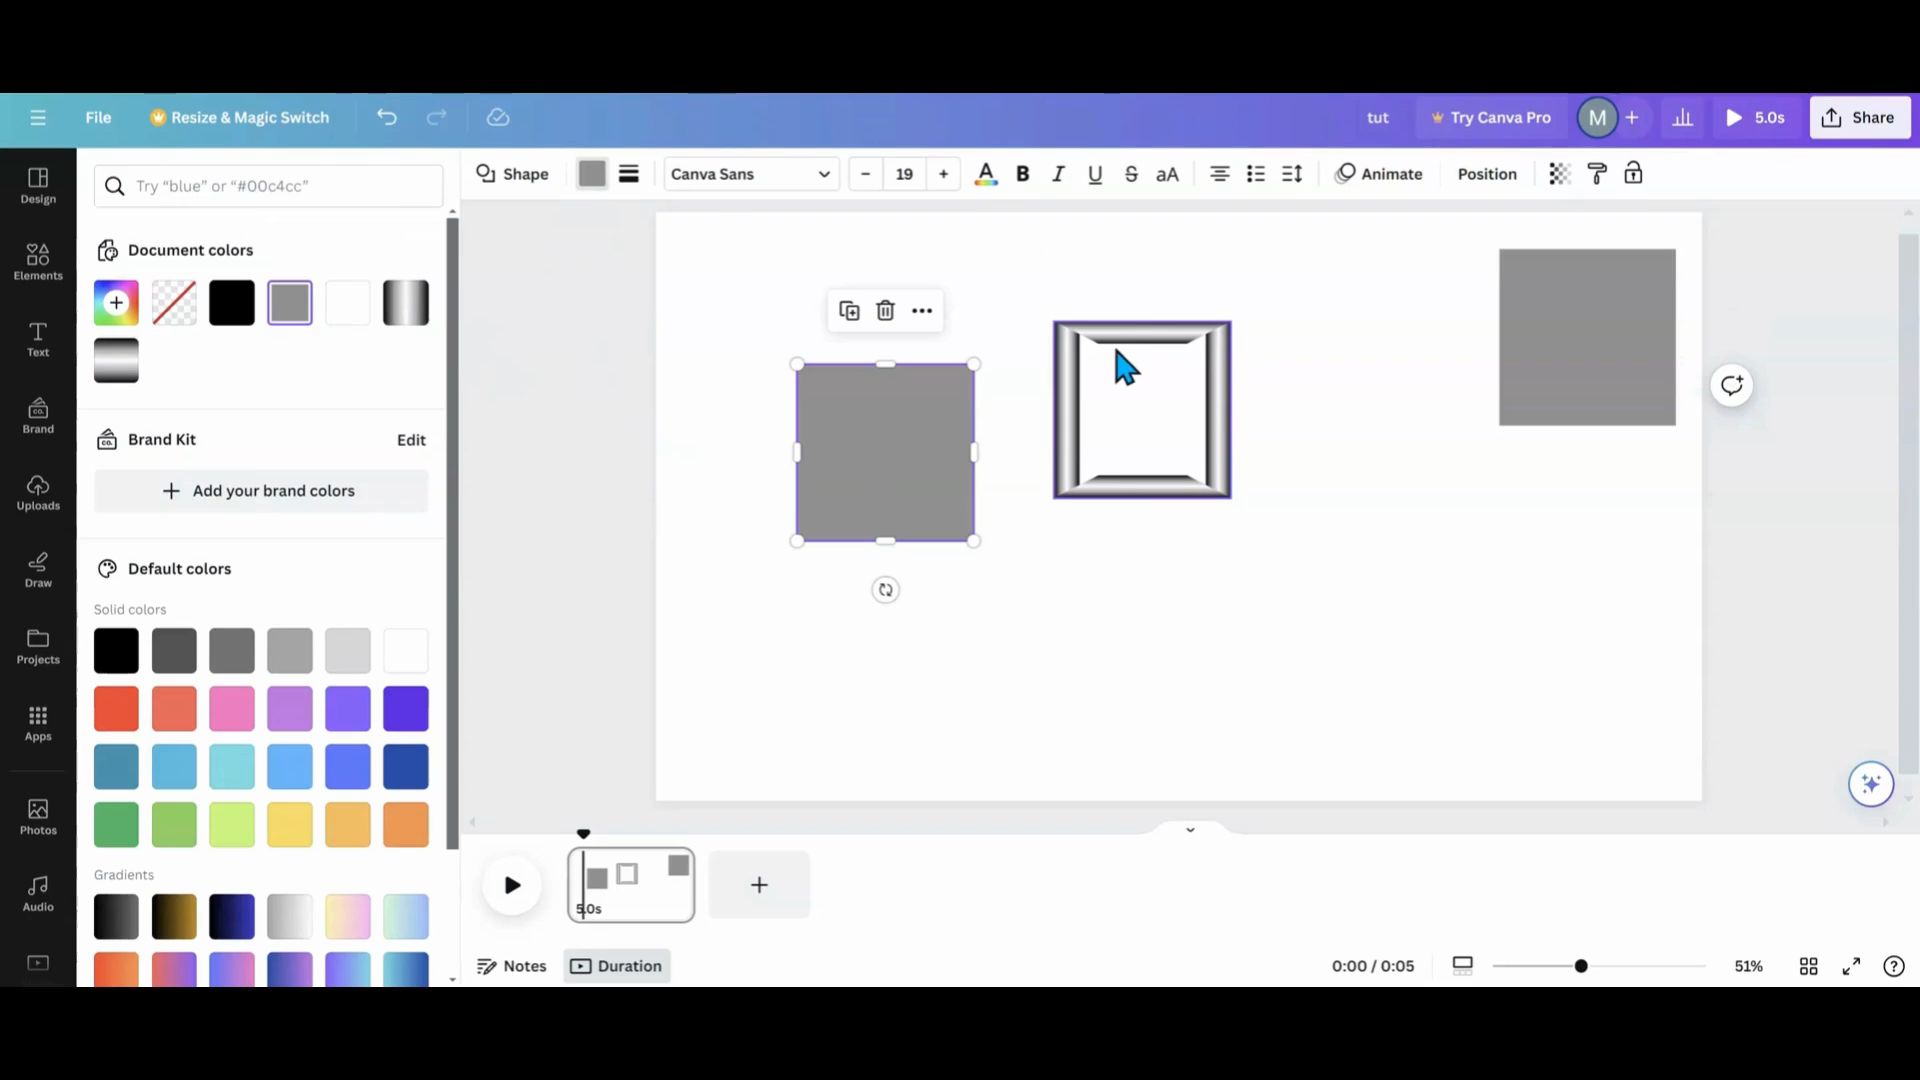 File
Resize & Magic Switch
tut
Try Canva Pro
M
5.0s
Share
Design
Elements
Text
Brand
Uploads
Draw
Projects
Apps
Photos
Audio
Try “blue” or “#00c4cc”
Document colors
Brand Kit
Edit
Add your brand colors
Default colors
Solid colors
Gradients
Shape
Canva Sans
19
A
B
I
U
S
aA
Animate
Position
5.0s
Notes
Duration
0:00 / 0:05
51%